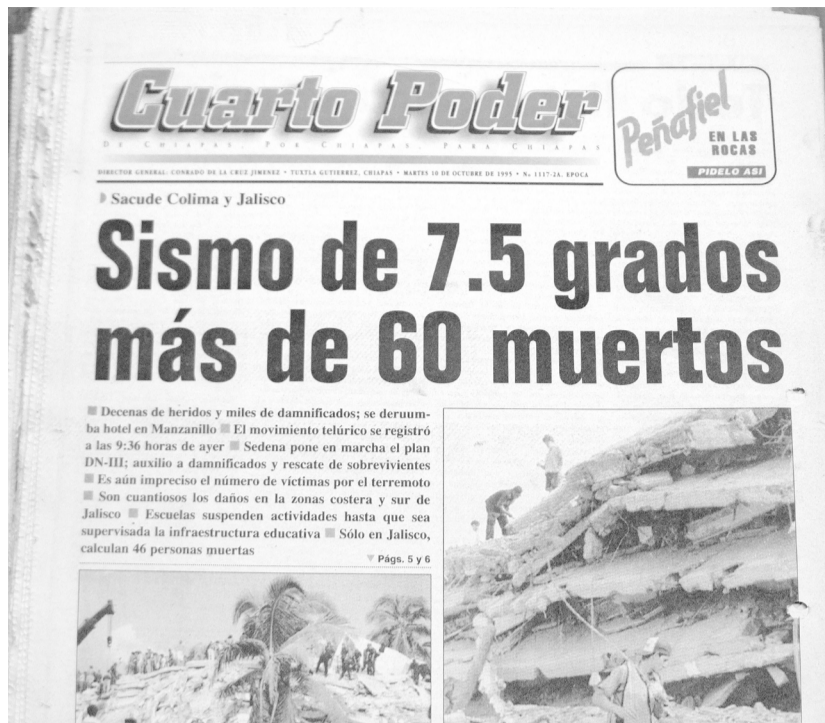 Cuarto Poder
DE CHIAPAS, POR CHIAPAS, PARA CHIAPAS
DIRECTOR GENERAL: CONRADO DE LA CRUZ JIMENEZ • TUXTLA GUTIERREZ, CHIAPAS • MARTES 10 DE OCTUBRE DE 1995 • No. 1117-2A. EPOCA
Peñafiel
EN LAS
ROCAS
PIDELO ASI
Sacude Colima y Jalisco
Sismo de 7.5 grados
más de 60 muertos
Decenas de heridos y miles de damnificados; se deruum-
ba hotel en Manzanillo ■ El movimiento telúrico se registró
a las 9:36 horas de ayer ■ Sedena pone en marcha el plan
DN-III; auxilio a damnificados y rescate de sobrevivientes
■ Es aún impreciso el número de víctimas por el terremoto
■ Son cuantiosos los daños en la zonas costera y sur de
Jalisco ■ Escuelas suspenden actividades hasta que sea
supervisada la infraestructura educativa ■ Sólo en Jalisco,
calculan 46 personas muertas
Págs. 5 y 6